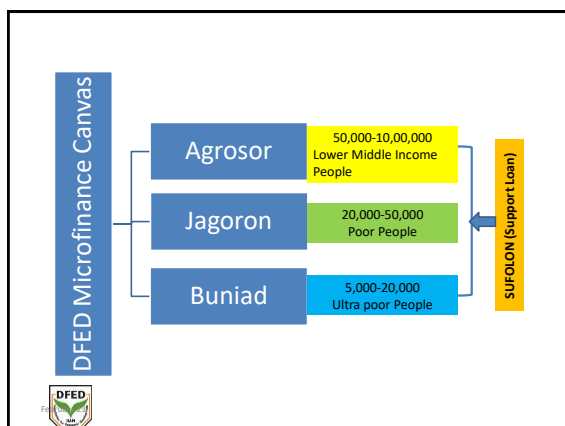 DFED Microfinance Canvas
Agrosor
50,000-10,00,000
Lower Middle Income
People
Jagoron
20,000-50,000
Poor People
Buniad
5,000-20,000
Ultra poor People
SUFOLON (Support Loan)
DFED